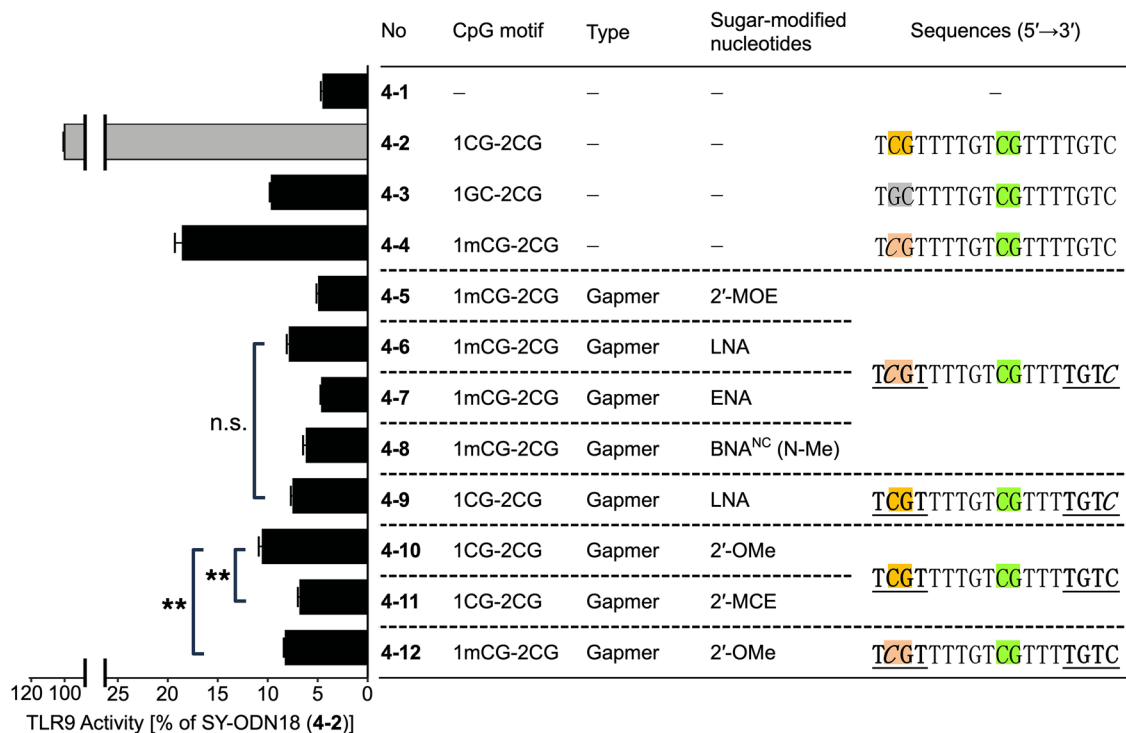 No CpG motif Type Sugar-modified nucleotides Sequences (5′→3′)
4-1 – – – –
4-2 1CG-2CG – – TCGTTTTGTCGTTTTGTC
4-3 1GC-2CG – – TGCTTTTGTCGTTTTGTC
4-4 1mCG-2CG – – TCGTTTTGTCGTTTTGTC
4-5 1mCG-2CG Gapmer 2′-MOE
4-6 1mCG-2CG Gapmer LNA
TCGTTTTGTCGTTTTGTC
4-7 1mCG-2CG Gapmer ENA
4-8 1mCG-2CG Gapmer BNA^NC (N-Me)
4-9 1CG-2CG Gapmer LNA TCGTTTTGTCGTTTTGTC
4-10 1CG-2CG Gapmer 2′-OMe
TCGTTTTGTCGTTTTGTC
4-11 1CG-2CG Gapmer 2′-MCE
4-12 1mCG-2CG Gapmer 2′-OMe TCGTTTTGTCGTTTTGTC
n.s.
**
**
120 100 25 20 15 10 5 0
TLR9 Activity [% of SY-ODN18 (4-2)]